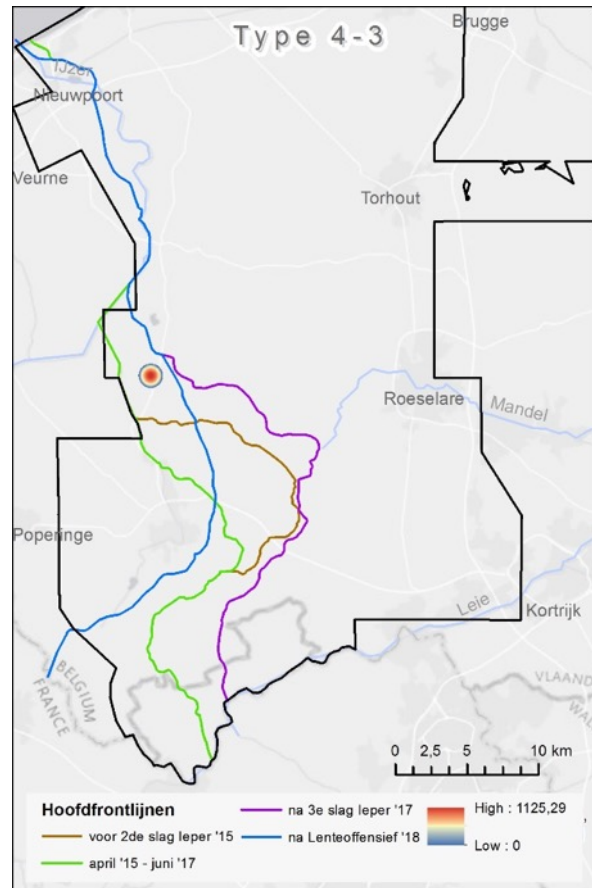 Type 4-3
Brugge
IJzer
Nieuwpoort
Veurne
Torhout
Roeselare
Mandel
Poperinge
Leie
Kortrijk
BELGIUM
FRANCE
VLAAND
WAL
0 2,5 5 10 km
Hoofdfrontlijnen
voor 2de slag Ieper '15
april '15 - juni '17
na 3e slag Ieper '17
na Lenteoffensief '18
High : 1125,29
Low : 0